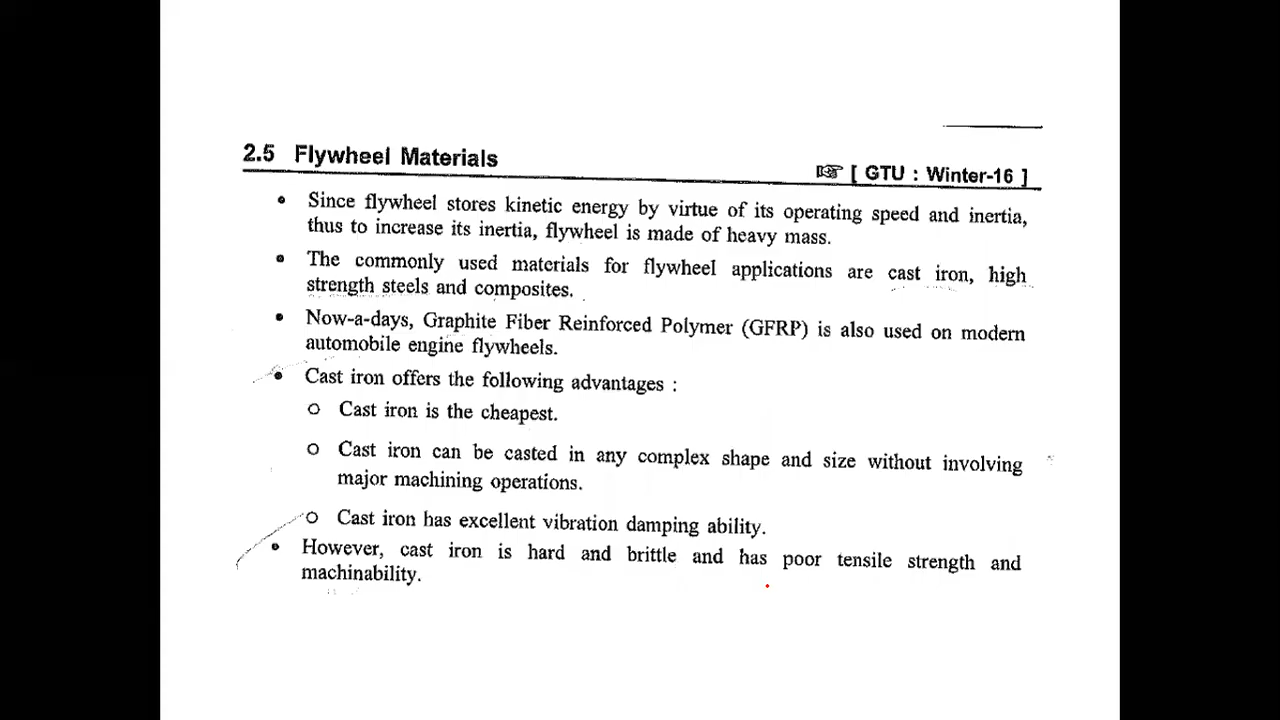 2.5 Flywheel Materials
☞ [ GTU : Winter-16 ]
• Since flywheel stores kinetic energy by virtue of its operating speed and inertia,
thus to increase its inertia, flywheel is made of heavy mass.
• The commonly used materials for flywheel applications are cast iron, high
strength steels and composites.
• Now-a-days, Graphite Fiber Reinforced Polymer (GFRP) is also used on modern
automobile engine flywheels.
• Cast iron offers the following advantages :
o Cast iron is the cheapest.
o Cast iron can be casted in any complex shape and size without involving
major machining operations.
o Cast iron has excellent vibration damping ability.
• However, cast iron is hard and brittle and has poor tensile strength and
machinability.